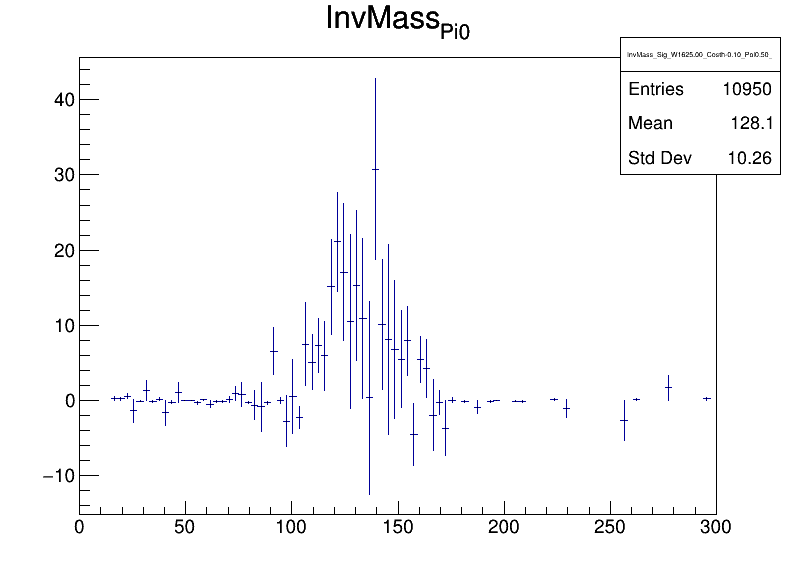 InvMassPi0
InvMass_Sig_W1625.00_Costh-0.10_Pol0.50_
Entries 10950
Mean 128.1
Std Dev 10.26
40
30
20
10
0
−10
0 50 100 150 200 250 300